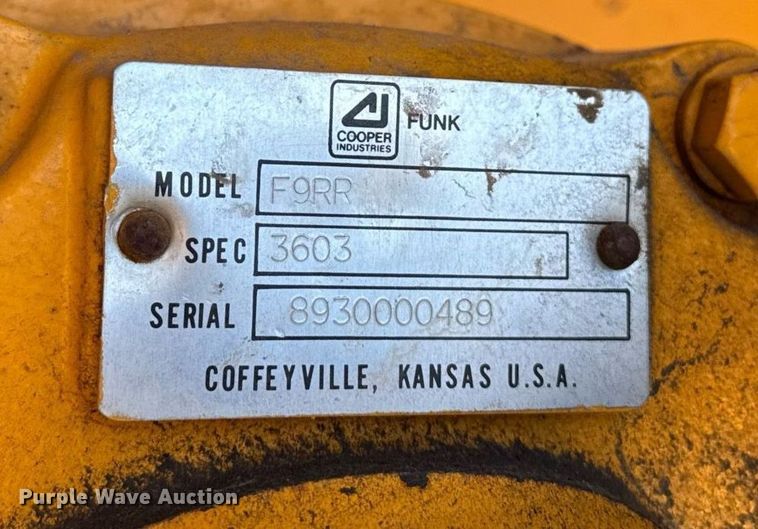 COOPER
INDUSTRIES
FUNK
MODEL F9RR
SPEC 3603
SERIAL 8930000489
COFFEYVILLE, KANSAS U.S.A.
Purple Wave Auction